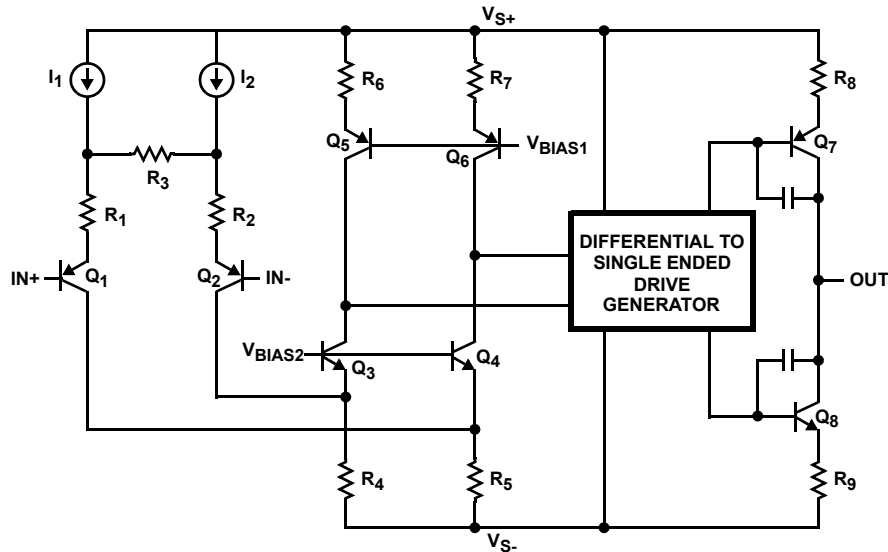 VS+
I1
I2
R6
R7
R8
Q5
Q6
VBIAS1
Q7
R3
R1
R2
DIFFERENTIAL TO
SINGLE ENDED
DRIVE
GENERATOR
IN+
Q1
Q2
IN-
OUT
VBIAS2
Q3
Q4
Q8
R4
R5
R9
VS-